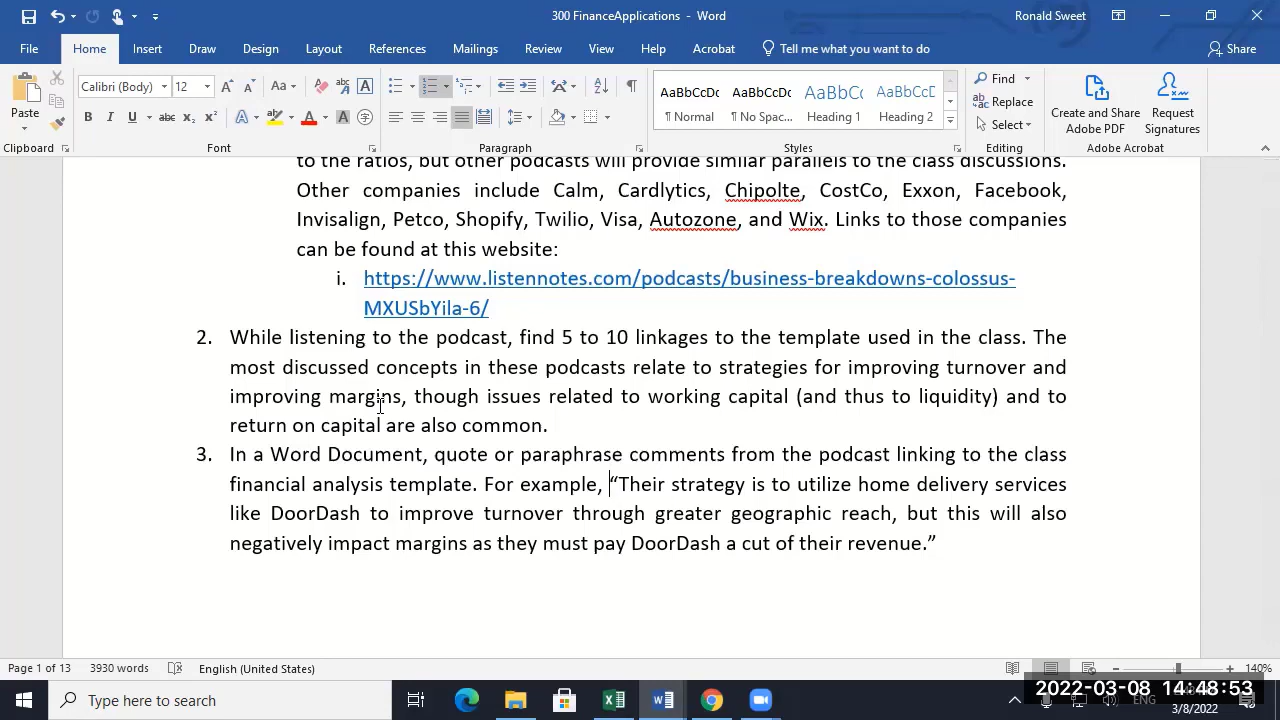 300 FinanceApplications - Word
Ronald Sweet
File Home Insert Draw Design Layout References Mailings Review View Help Acrobat Tell me what you want to do Share
Calibri (Body) 12
Paste
Find
Replace
Select
AaBbCcDc AaBbCcDc AaBbCc AaBbCcE
¶ Normal ¶ No Spac... Heading 1 Heading 2
Create and Share Adobe PDF
Request Signatures
Clipboard Font Paragraph Styles Editing Adobe Acrobat
to the ratios, but other podcasts will provide similar parallels to the class discussions.
Other companies include Calm, Cardlytics, Chipolte, CostCo, Exxon, Facebook,
Invisalign, Petco, Shopify, Twilio, Visa, Autozone, and Wix. Links to those companies
can be found at this website:
i. https://www.listennotes.com/podcasts/business-breakdowns-colossus-
MXUSbYila-6/
2. While listening to the podcast, find 5 to 10 linkages to the template used in the class. The
most discussed concepts in these podcasts relate to strategies for improving turnover and
improving margins, though issues related to working capital (and thus to liquidity) and to
return on capital are also common.
3. In a Word Document, quote or paraphrase comments from the podcast linking to the class
financial analysis template. For example, “Their strategy is to utilize home delivery services
like DoorDash to improve turnover through greater geographic reach, but this will also
negatively impact margins as they must pay DoorDash a cut of their revenue.”
Page 1 of 13 3930 words English (United States) 140%
Type here to search
ENG
2022-03-08 14:48:53
3/8/2022